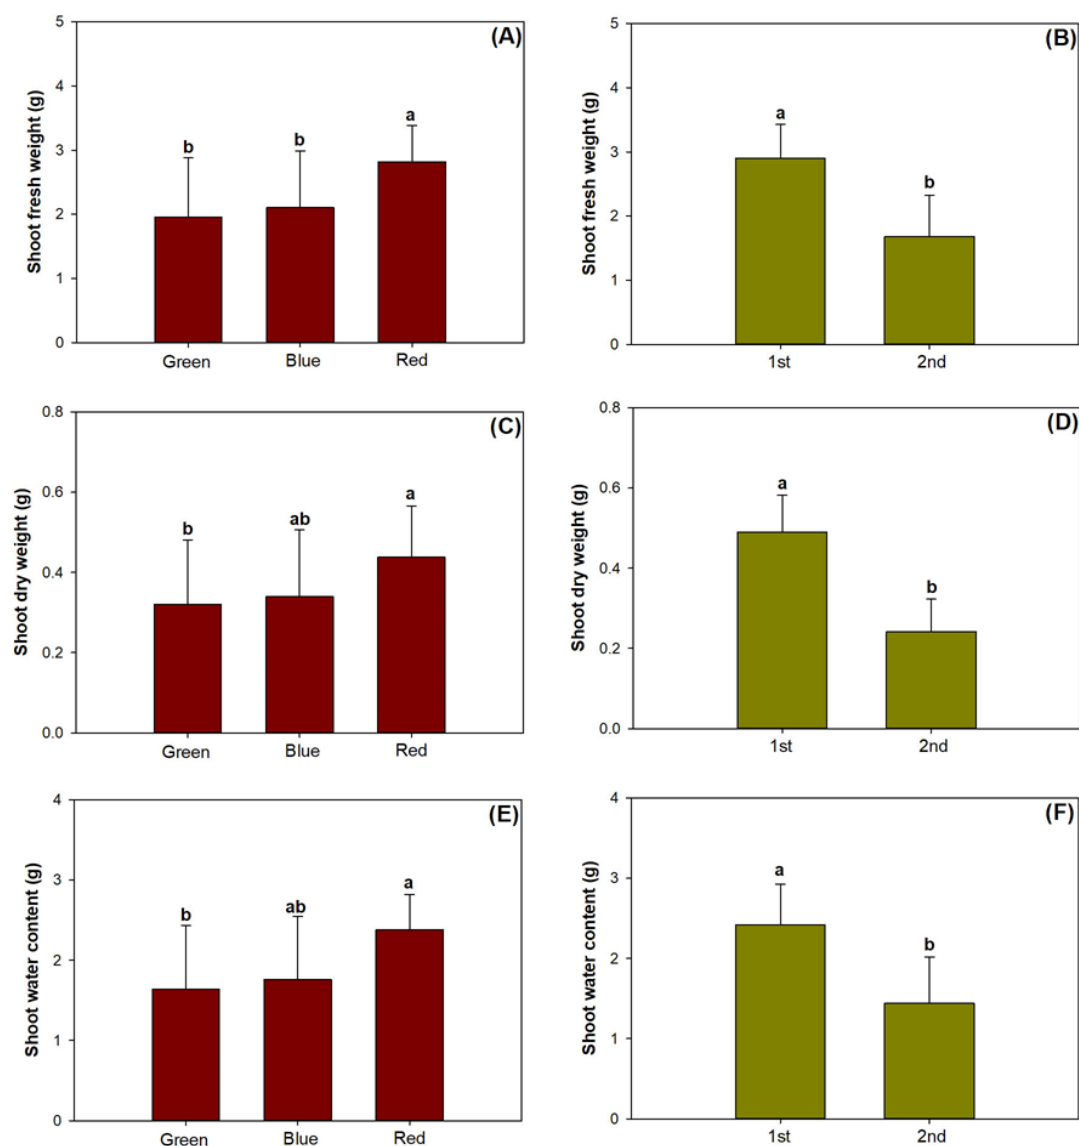 (A)
Shoot fresh weight (g)
5
4
3
2
1
0
b
b
a
Green
Blue
Red
(B)
Shoot fresh weight (g)
5
4
3
2
1
0
a
b
1st
2nd
(C)
Shoot dry weight (g)
0.8
0.6
0.4
0.2
0.0
b
ab
a
Green
Blue
Red
(D)
Shoot dry weight (g)
0.8
0.6
0.4
0.2
0.0
a
b
1st
2nd
(E)
Shoot water content (g)
4
3
2
1
0
b
ab
a
Green
Blue
Red
(F)
Shoot water content (g)
4
3
2
1
0
a
b
1st
2nd